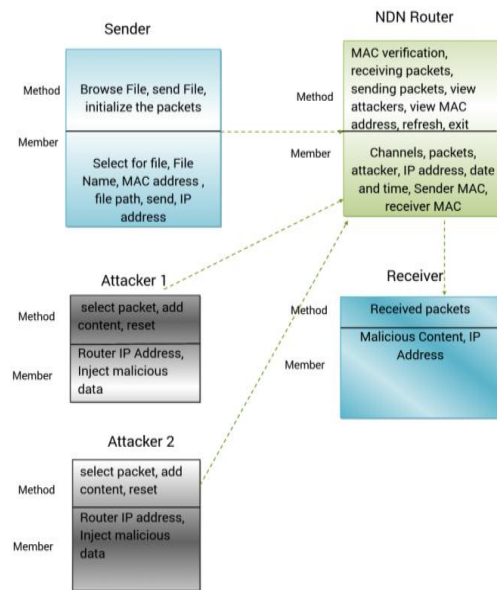 Sender
Method
Browse File, send File,
initialize the packets
Member
Select for file, File
Name, MAC address ,
file path, send, IP
address
NDN Router
MAC verification,
receiving packets,
sending packets, view
attackers, view MAC
address, refresh, exit
Method
Member
Channels, packets,
attacker, IP address, date
and time, Sender MAC,
receiver MAC
Attacker 1
Method
select packet, add
content, reset
Member
Router IP Address,
Inject malicious
data
Receiver
Method
Received packets
Member
Malicious Content, IP
Address
Attacker 2
Method
select packet, add
content, reset
Member
Router IP address,
Inject malicious
data